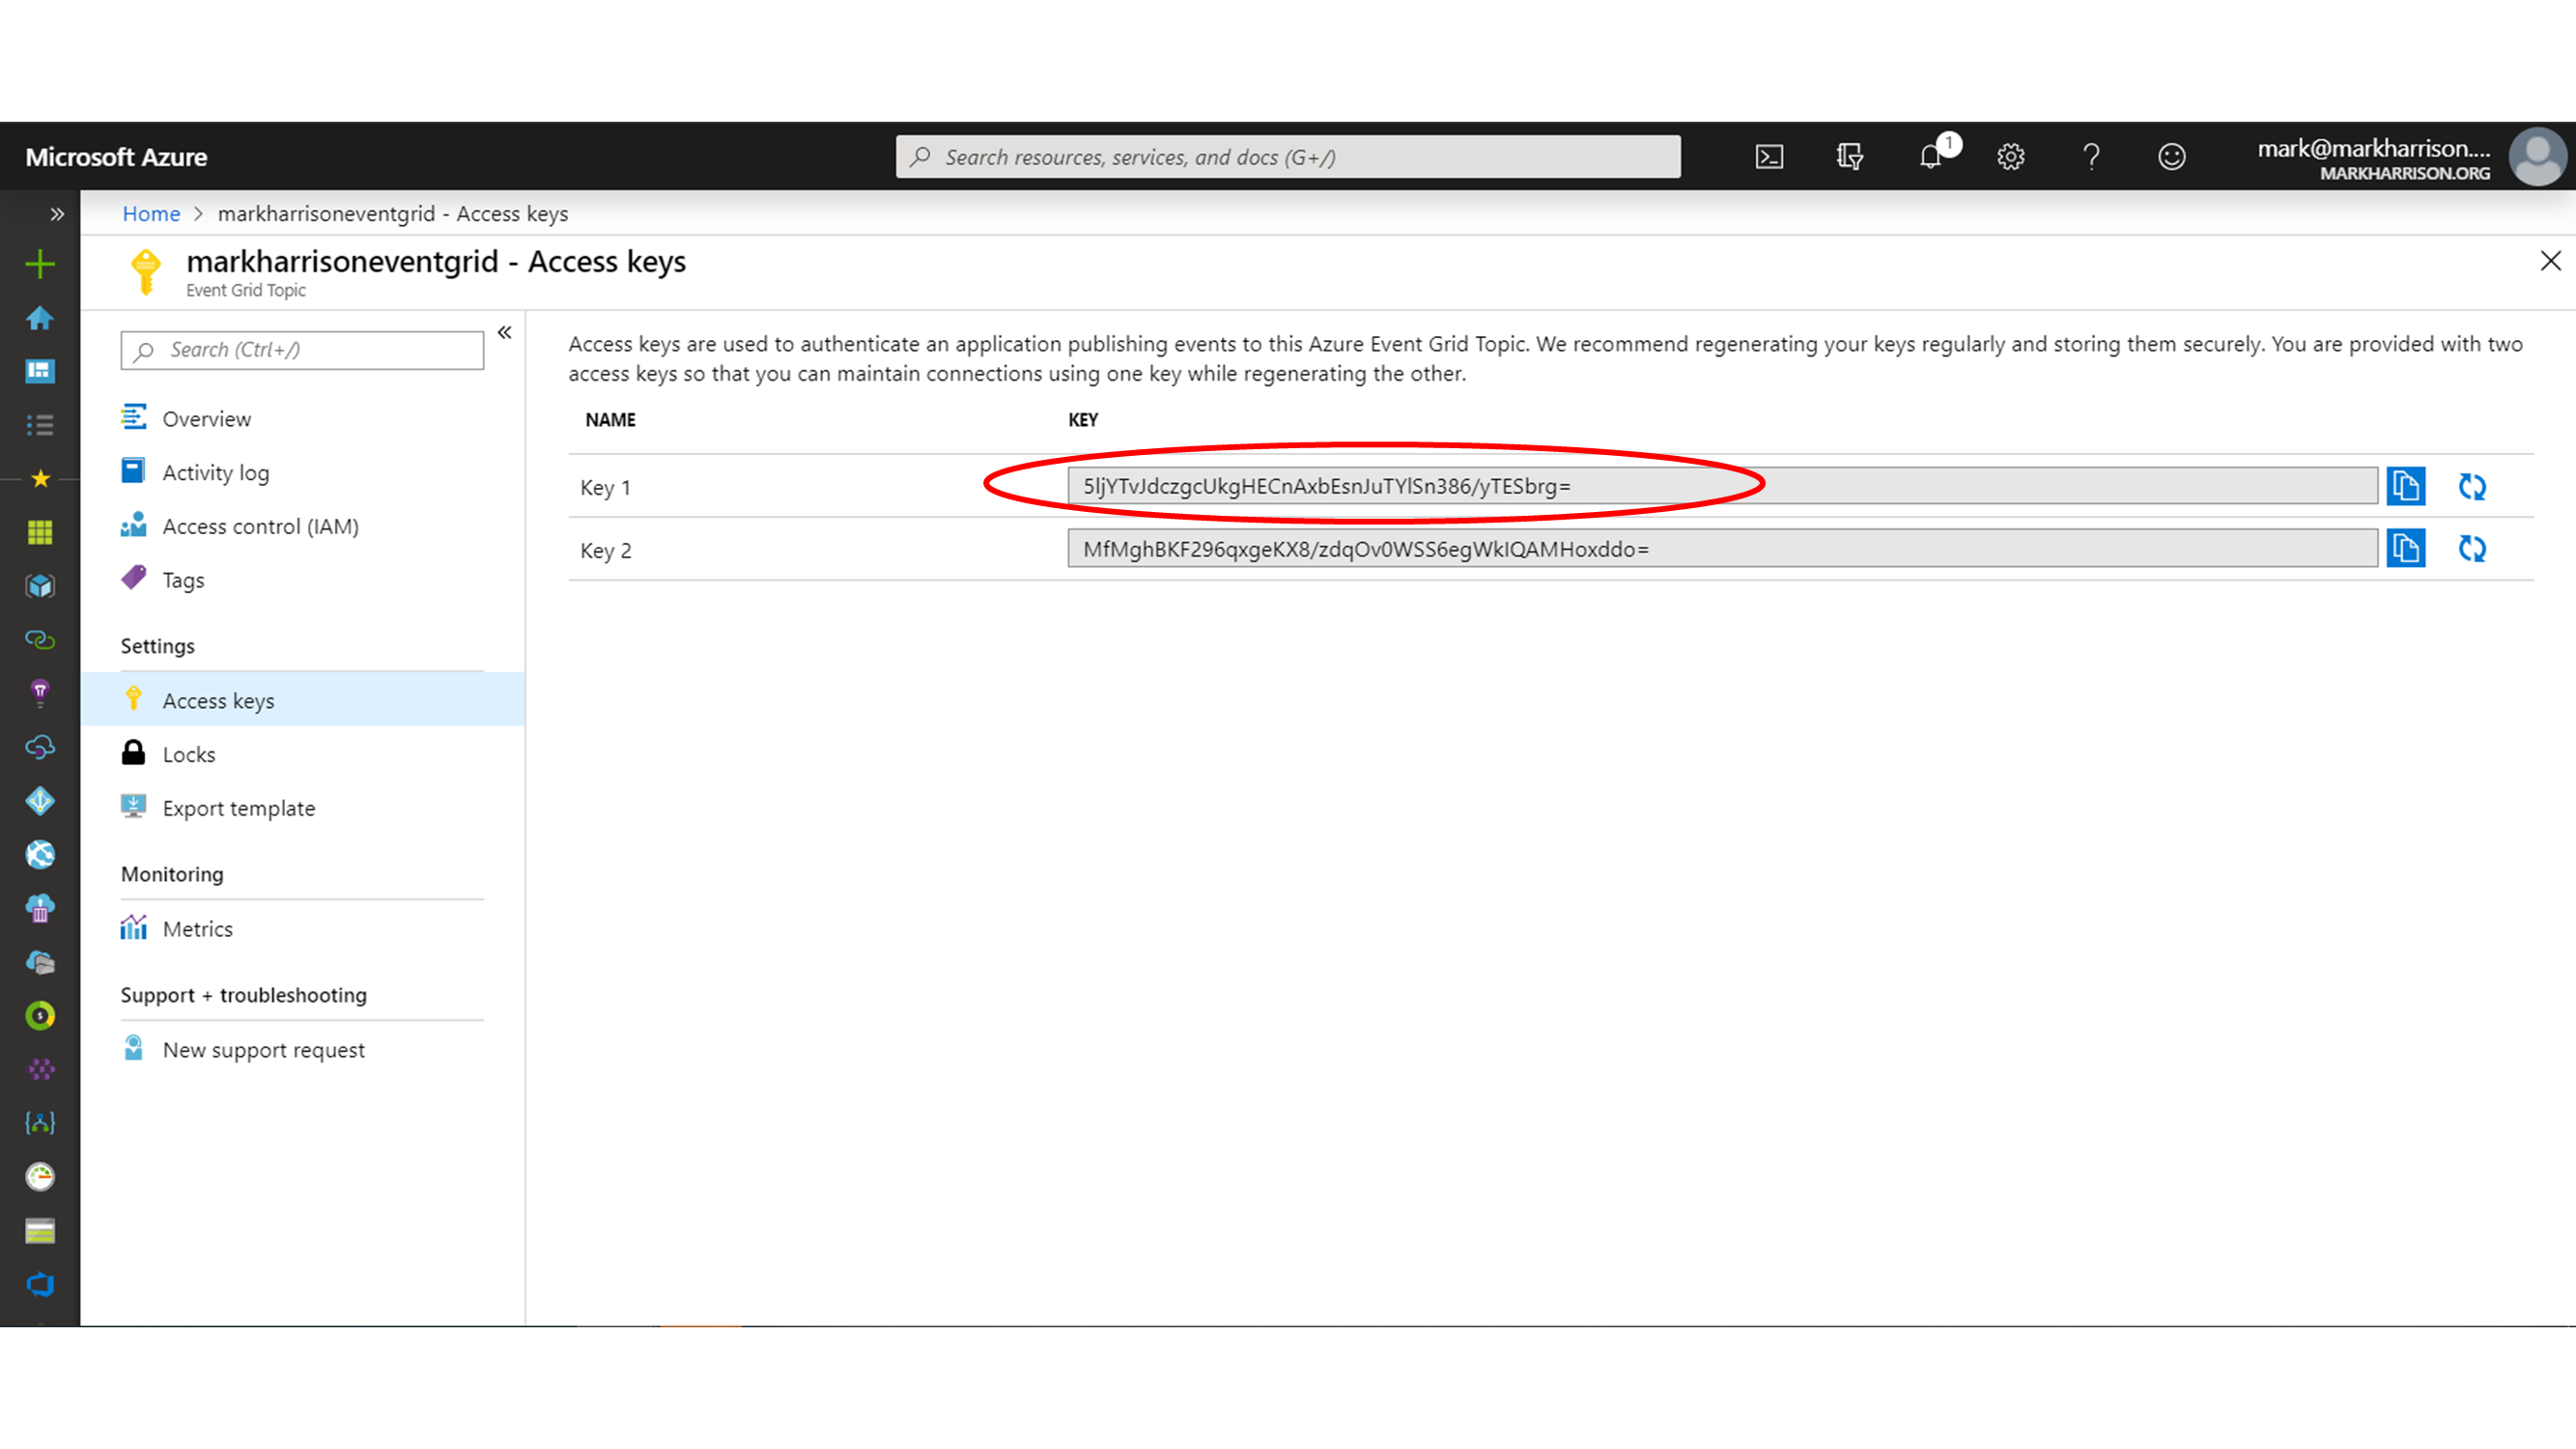 Microsoft Azure
Search resources, services, and docs (G+/)
1
mark@markharrison....
MARKHARRISON.ORG
Home > markharrisoneventgrid - Access keys
markharrisoneventgrid - Access keys
Event Grid Topic
Search (Ctrl+/)
Overview
Activity log
Access control (IAM)
Tags
Settings
Access keys
Locks
Export template
Monitoring
Metrics
Support + troubleshooting
New support request
Access keys are used to authenticate an application publishing events to this Azure Event Grid Topic. We recommend regenerating your keys regularly and storing them securely. You are provided with two
access keys so that you can maintain connections using one key while regenerating the other.
NAME KEY
Key 1 5ljYTvJdczgcUkgHECnAxbEsnJuTYlSn386/yTESbrg=
Key 2 MfMghBKF296qxgeKX8/zdqOv0WSS6egWkIQAMHoxddo=